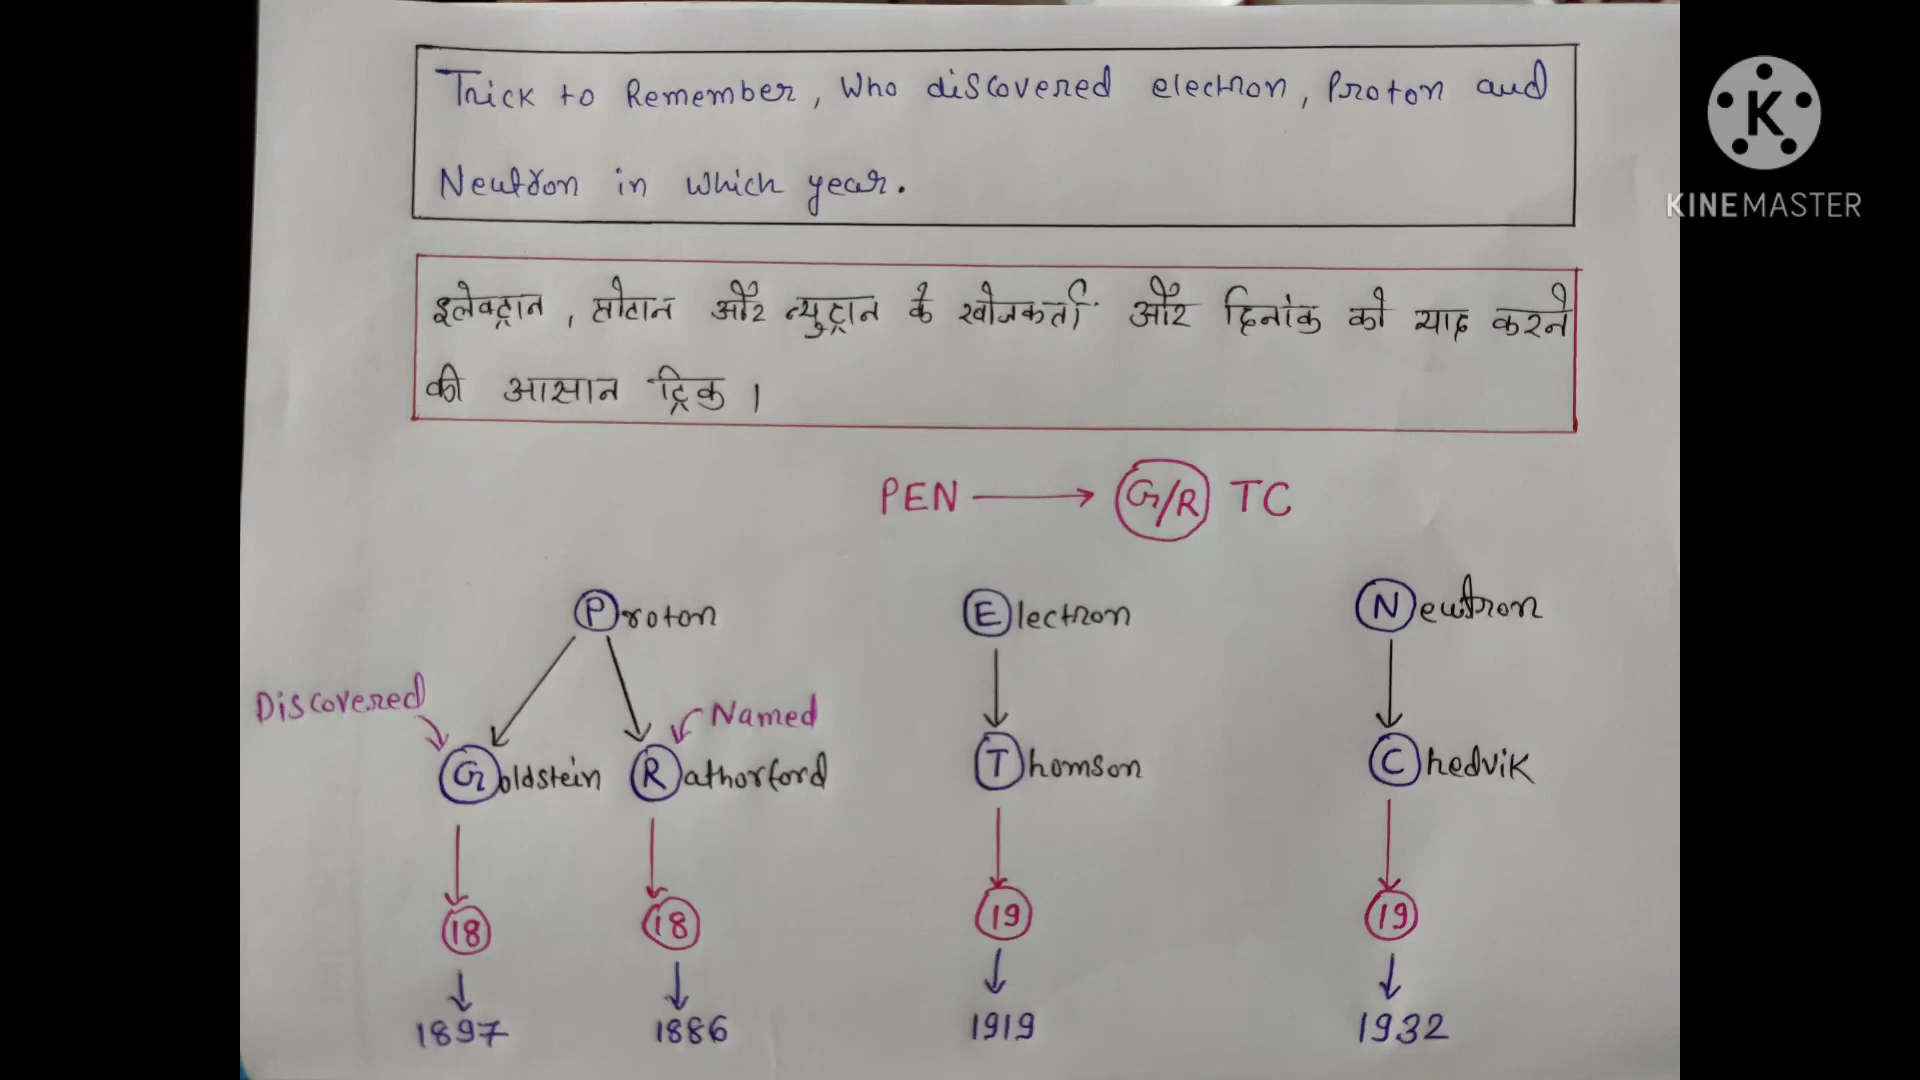 Trick to Remember, Who discovered electron, Proton and
Neutron in which year.
इलेक्ट्रान, प्रोटान और न्युट्रान के खोजकर्ता और दिनांक को याद करने
की आसान ट्रिक।
PEN → G/R TC
Proton Electron Neutron
Discovered Named
Goldstein Rathorford Thomson Chedvik
18 18 19 19
1897 1886 1919 1932
K
KINEMASTER